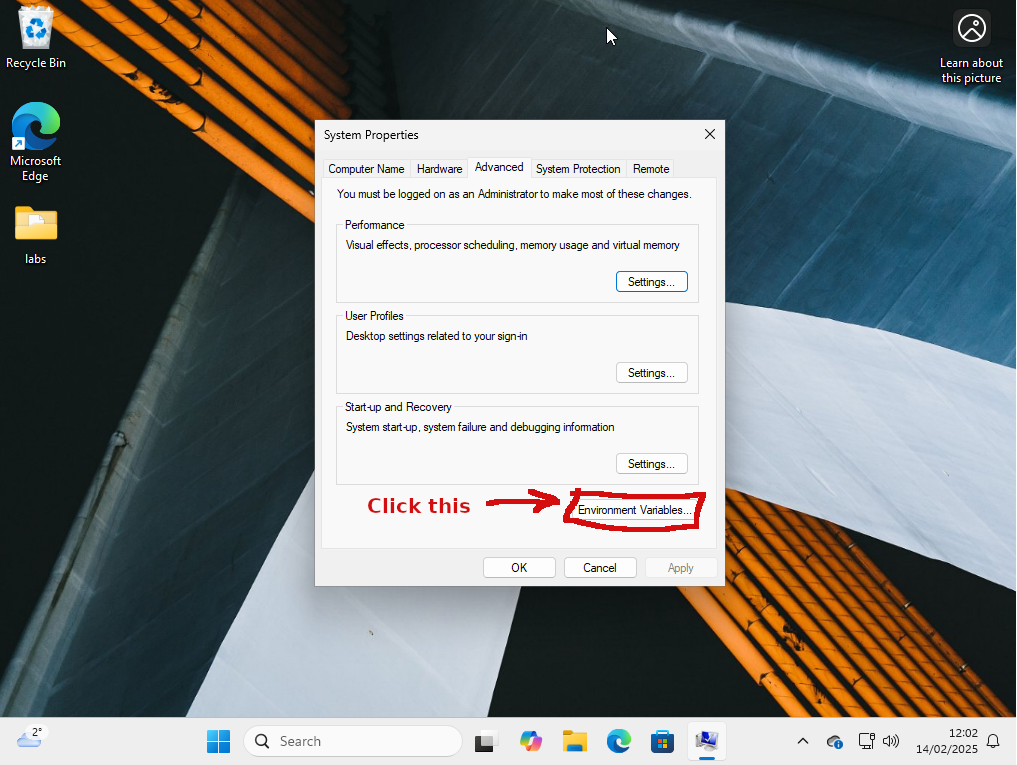 Recycle Bin
Microsoft
Edge
labs
Learn about
this picture
System Properties
Computer Name
Hardware
Advanced
System Protection
Remote
You must be logged on as an Administrator to make most of these changes.
Performance
Visual effects, processor scheduling, memory usage and virtual memory
Settings...
User Profiles
Desktop settings related to your sign-in
Settings...
Start-up and Recovery
System start-up, system failure and debugging information
Settings...
Click this
Environment Variables...
OK
Cancel
Apply
2°
Search
12:02
14/02/2025